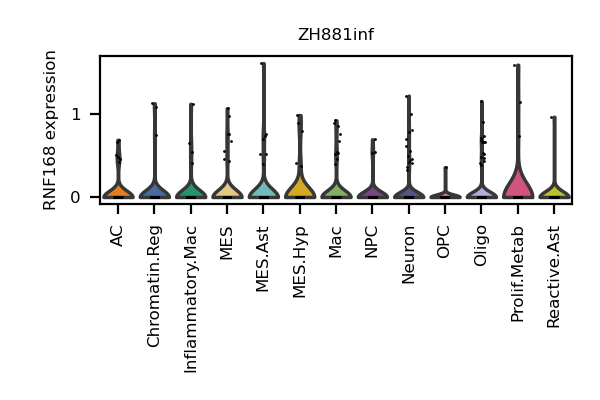 ZH881inf
RNF168 expression
1
0
AC
Chromatin.Reg
Inflammatory.Mac
MES
MES.Ast
MES.Hyp
Mac
NPC
Neuron
OPC
Oligo
Prolif.Metab
Reactive.Ast